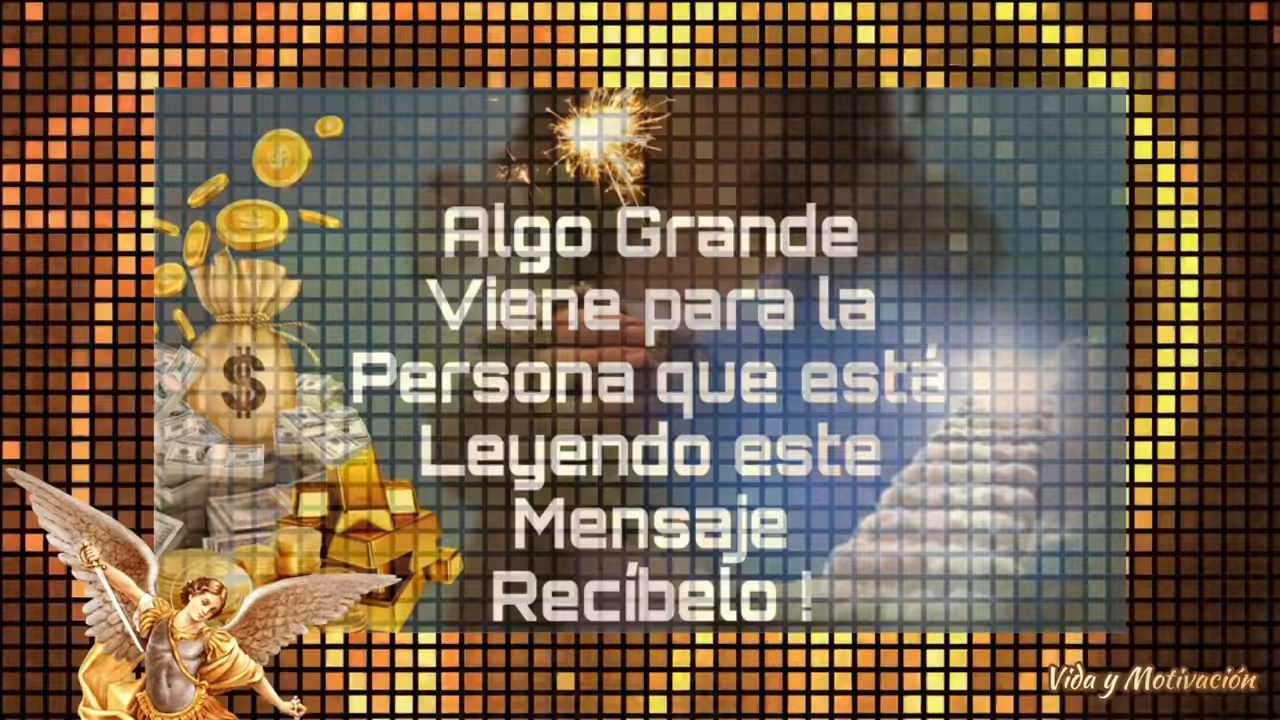 Algo Grande
Viene para la
Persona que está
Leyendo este
Mensaje
Recíbelo !
$
Vida y Motivación